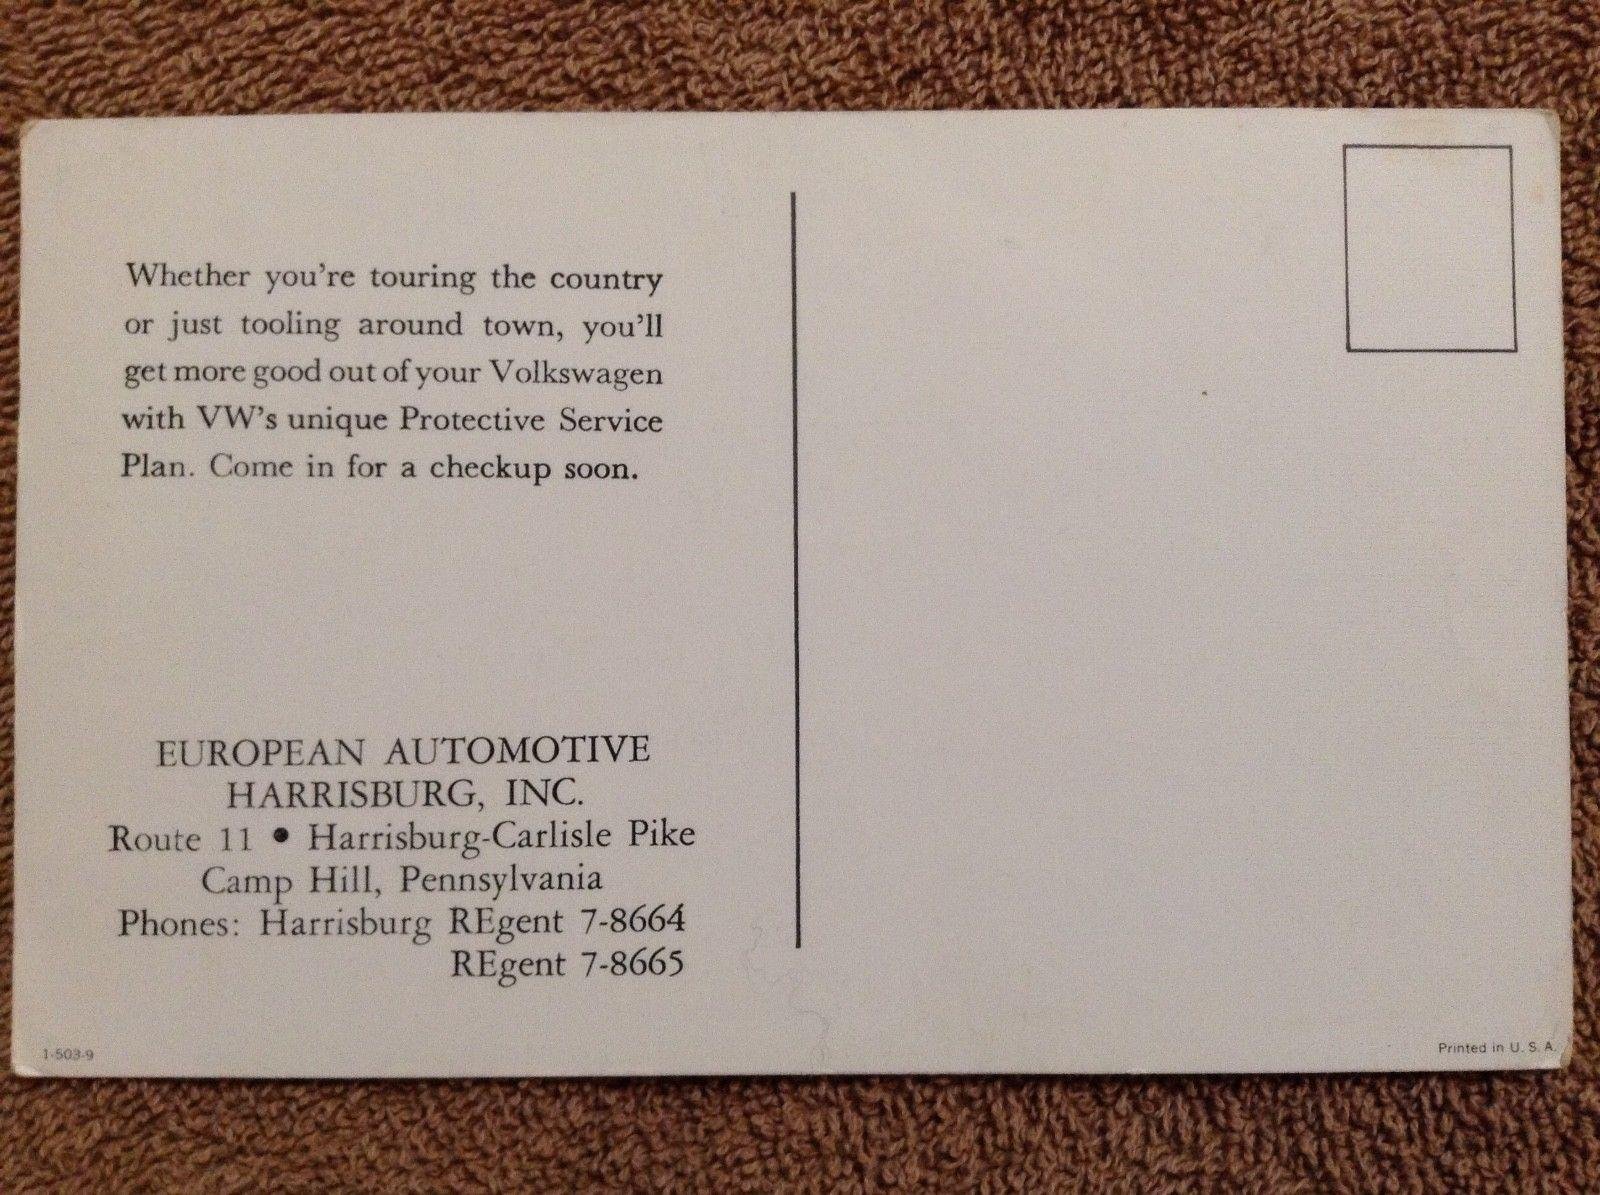 Whether you're touring the country
or just tooling around town, you'll
get more good out of your Volkswagen
with VW's unique Protective Service
Plan. Come in for a checkup soon.
EUROPEAN AUTOMOTIVE
HARRISBURG, INC.
Route 11 • Harrisburg-Carlisle Pike
Camp Hill, Pennsylvania
Phones: Harrisburg REgent 7-8664
REgent 7-8665
1-503-9
Printed in U. S. A.